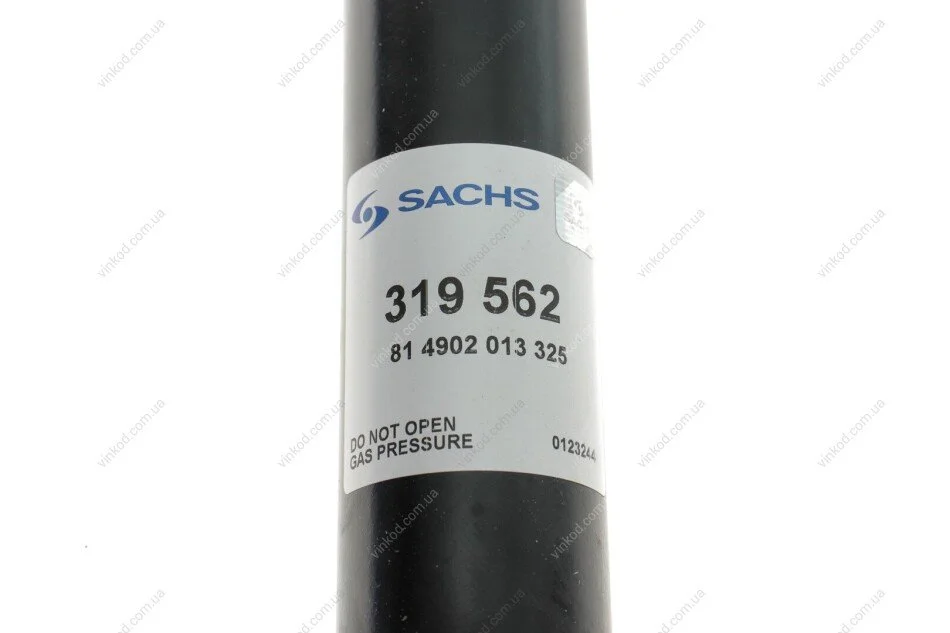 SACHS
319 562
81 4902 013 325
DO NOT OPEN
GAS PRESSURE
0123244
vinkod.com.ua